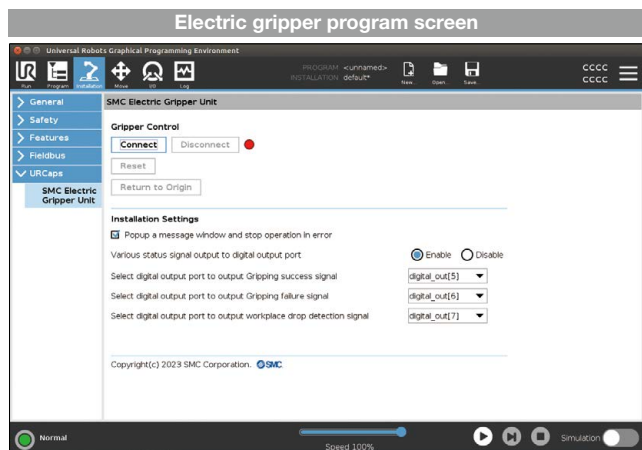 Electric gripper program screen
Universal Robots Graphical Programming Environment
UR
Run
Program
Installation
Move
I/O
Log
PROGRAM <unnamed>
INSTALLATION default*
New...
Open...
Save...
CCCC
CCCC
General
Safety
Features
Fieldbus
URCaps
SMC Electric
Gripper Unit
SMC Electric Gripper Unit
Gripper Control
Connect
Disconnect
Reset
Return to Origin
Installation Settings
Popup a message window and stop operation in error
Various status signal output to digital output port
Enable
Disable
Select digital output port to output Gripping success signal
digital_out[5]
Select digital output port to output Gripping failure signal
digital_out[6]
Select digital output port to output workplace drop detection signal
digital_out[7]
Copyright(c) 2023 SMC Corporation. SMC
Normal
Speed 100%
Simulation